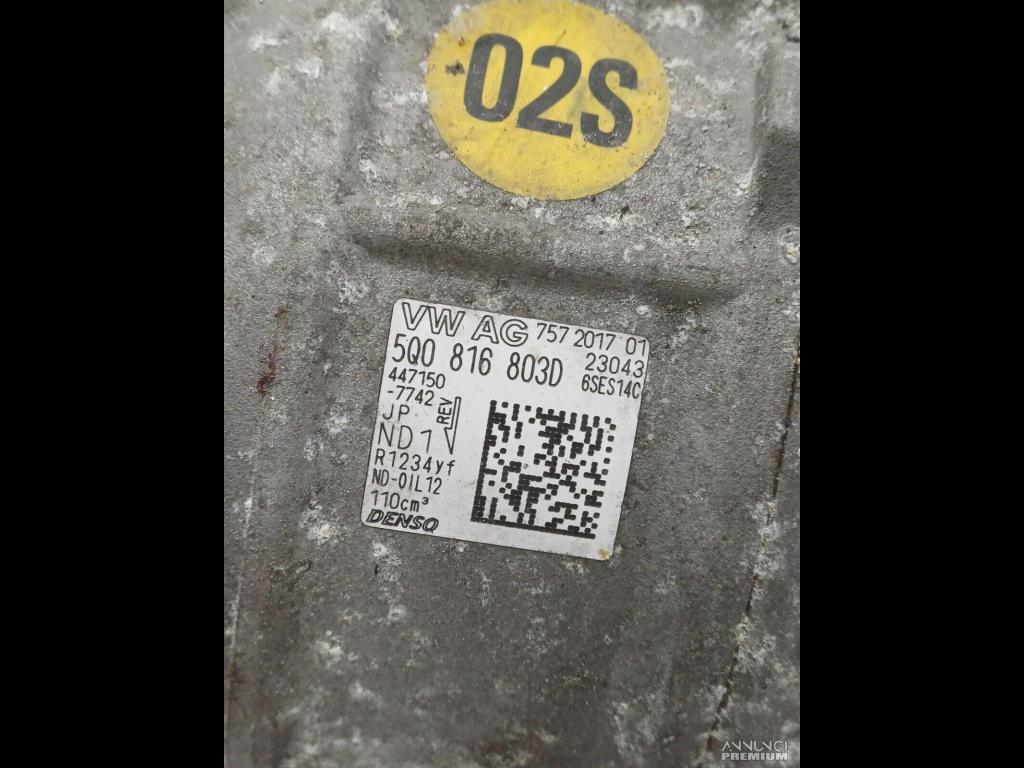 02S
VW AG 757 2017 01
5Q0 816 803D 23043
447150 6SES14C
-7742
JP REV
ND1
R1234yf
ND-OIL12
110cm³
DENSO
ANNUNCI
PREMIUM